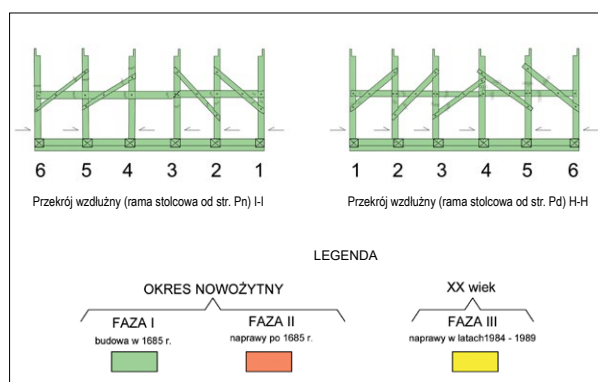 6 5 4 3 2 1
Przekrój wzdłużny (rama stolcowa od str. Pn) I-I
1 2 3 4 5 6
Przekrój wzdłużny (rama stolcowa od str. Pd) H-H
LEGENDA
OKRES NOWOŻYTNY
FAZA I
budowa w 1685 r.
FAZA II
naprawy po 1685 r.
XX wiek
FAZA III
naprawy w latach1984 - 1989